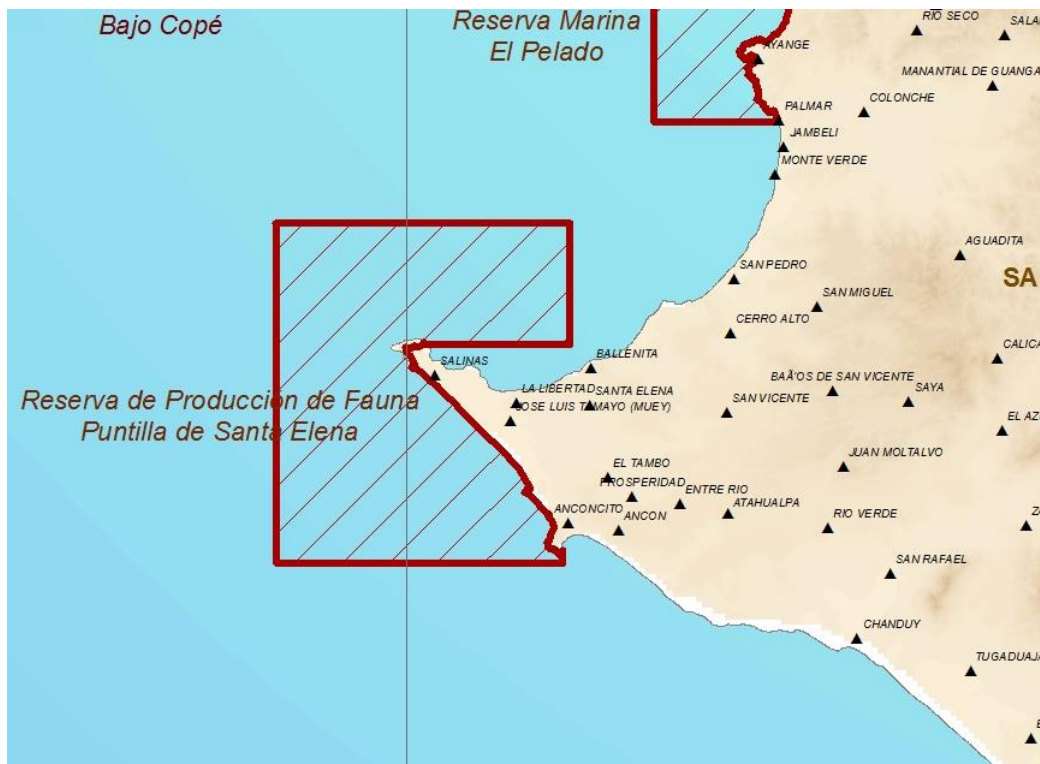 RIO SECO
Bajo Copé
Reserva Marina
El Pelado
SALA
AYANGE
MANANTIAL DE GUANGA
COLONCHE
PALMAR
JAMBELI
MONTE VERDE
AGUADITA
SAN PEDRO
SA
SAN MIGUEL
CERRO ALTO
BALLENITA
CALICA
SALINAS
BAÃ'OS DE SAN VICENTE
LA LIBERTAD
SANTA ELENA
SAYA
Reserva de Producción de Fauna
Puntilla de Santa Elena
JOSE LUIS TAMAYO (MUEY)
SAN VICENTE
EL AZ
JUAN MOLTALVO
EL TAMBO
PROSPERIDAD
ENTRE RIO
ATAHUALPA
ANCONCITO
ANCON
RIO VERDE
SAN RAFAEL
CHANDUY
TUGADUAJA